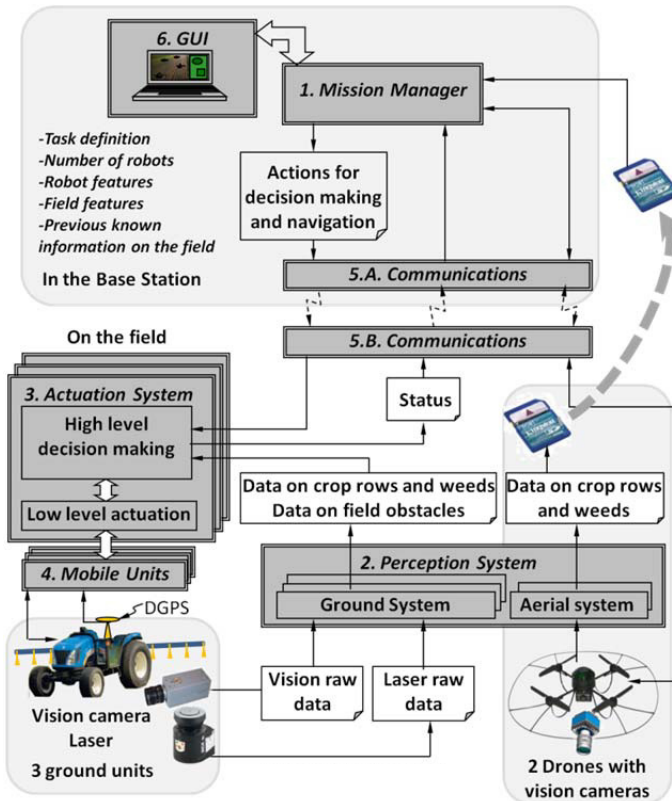 6. GUI
1. Mission Manager
-Task definition
-Number of robots
-Robot features
-Field features
-Previous known
information on the field
In the Base Station
Actions for
decision making
and navigation
5.A. Communications
5.B. Communications
On the field
3. Actuation System
High level
decision making
Low level actuation
Status
Data on crop rows and weeds
Data on field obstacles
Data on crop rows
and weeds
2. Perception System
Ground System
Aerial system
4. Mobile Units
DGPS
Vision camera
Laser
3 ground units
Vision raw
data
Laser raw
data
2 Drones with
vision cameras